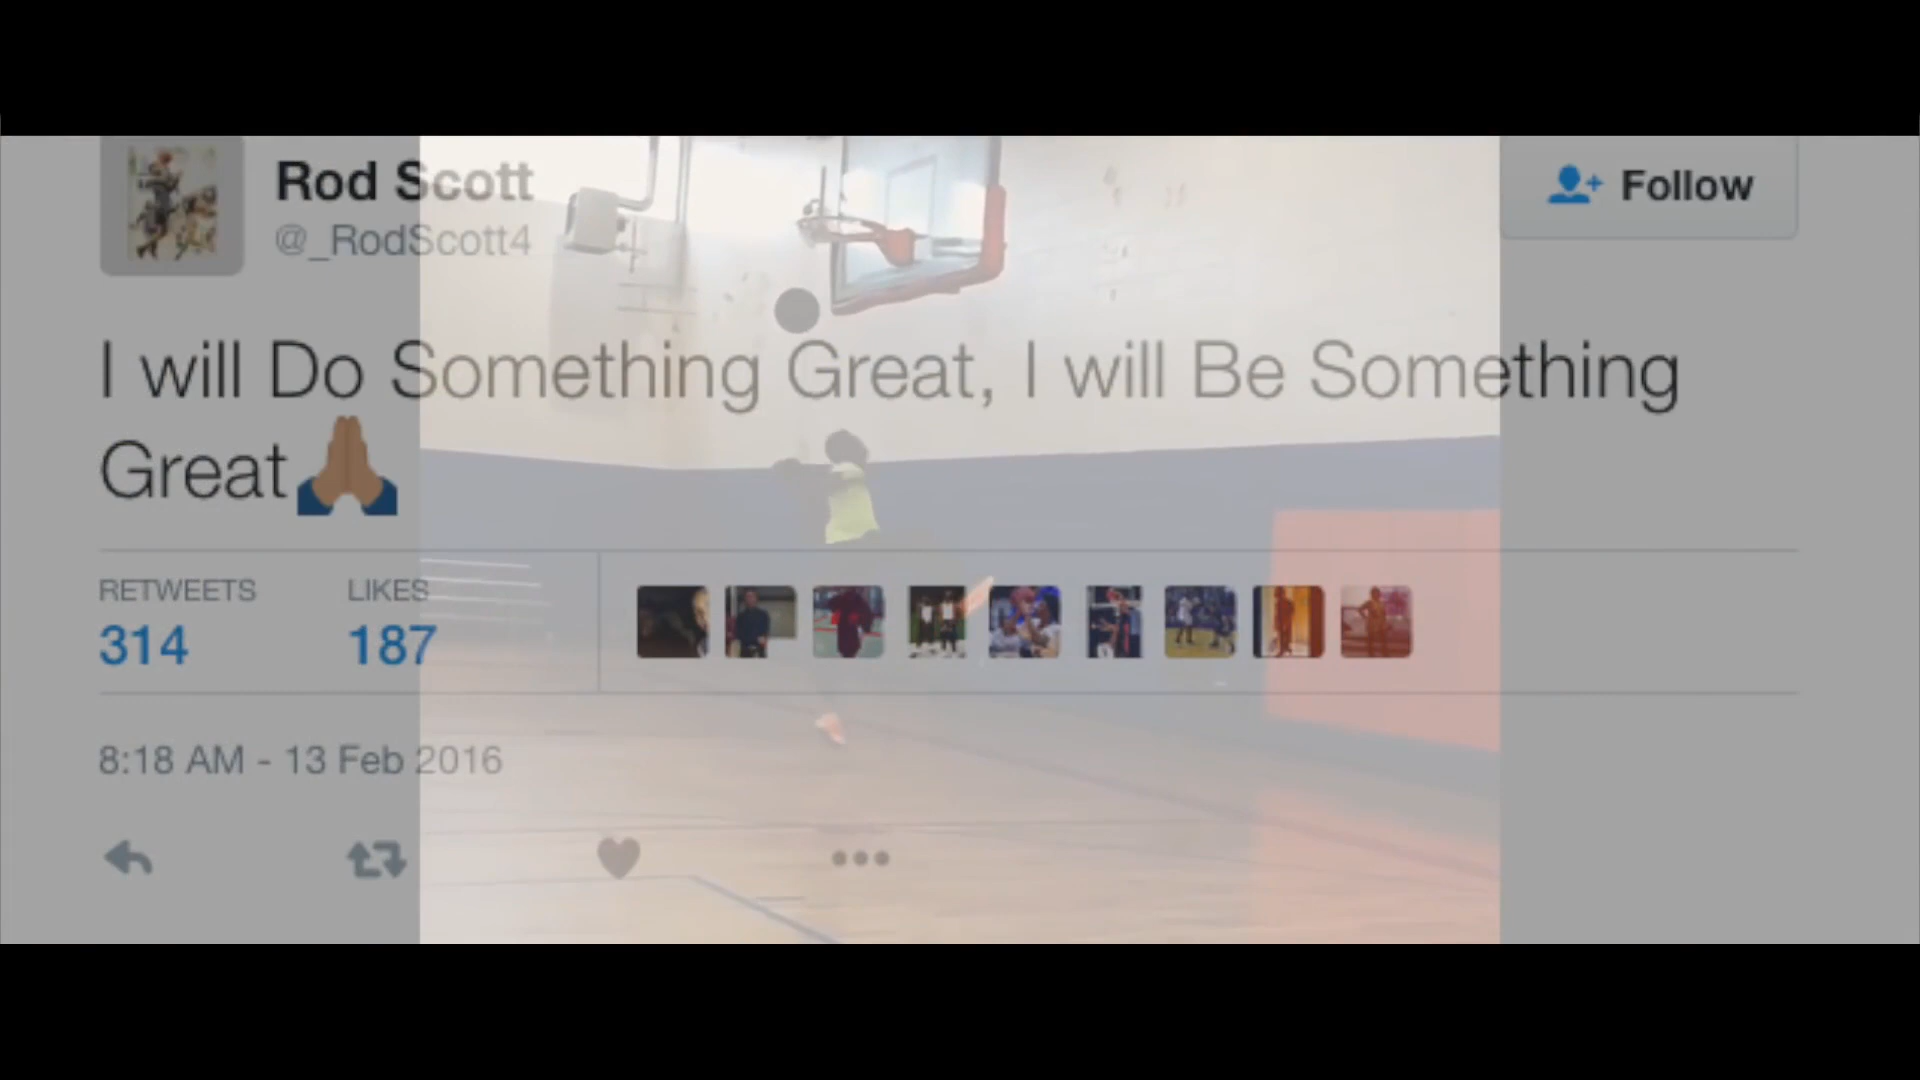 Rod Scott
@_RodScott4
Follow
I will Do Something Great, I will Be Something
Great🙏🏽
RETWEETS LIKES
314 187
8:18 AM - 13 Feb 2016